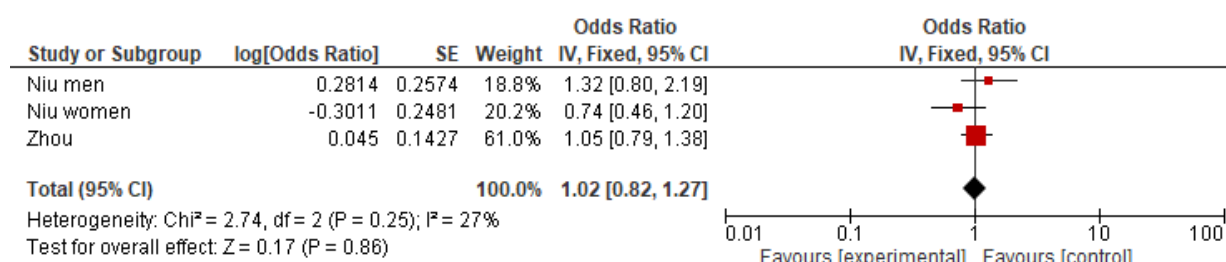 Odds Ratio Odds Ratio
Study or Subgroup log[Odds Ratio] SE Weight IV, Fixed, 95% CI IV, Fixed, 95% CI
Niu men 0.2814 0.2574 18.8% 1.32 [0.80, 2.19]
Niu women -0.3011 0.2481 20.2% 0.74 [0.46, 1.20]
Zhou 0.045 0.1427 61.0% 1.05 [0.79, 1.38]
Total (95% CI) 100.0% 1.02 [0.82, 1.27]
Heterogeneity: Chi² = 2.74, df = 2 (P = 0.25); I² = 27%
Test for overall effect: Z = 0.17 (P = 0.86)
0.01 0.1 1 10 100
Favours [experimental] Favours [control]